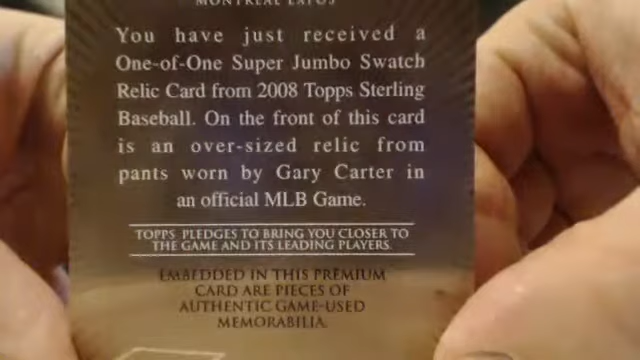 MONTREAL EXPOS
You have just received a
One-of-One Super Jumbo Swatch
Relic Card from 2008 Topps Sterling
Baseball. On the front of this card
is an over-sized relic from
pants worn by Gary Carter in
an official MLB Game.
TOPPS PLEDGES TO BRING YOU CLOSER TO
THE GAME AND ITS LEADING PLAYERS.
EMBEDDED IN THIS PREMIUM
CARD ARE PIECES OF
AUTHENTIC GAME-USED
MEMORABILIA.